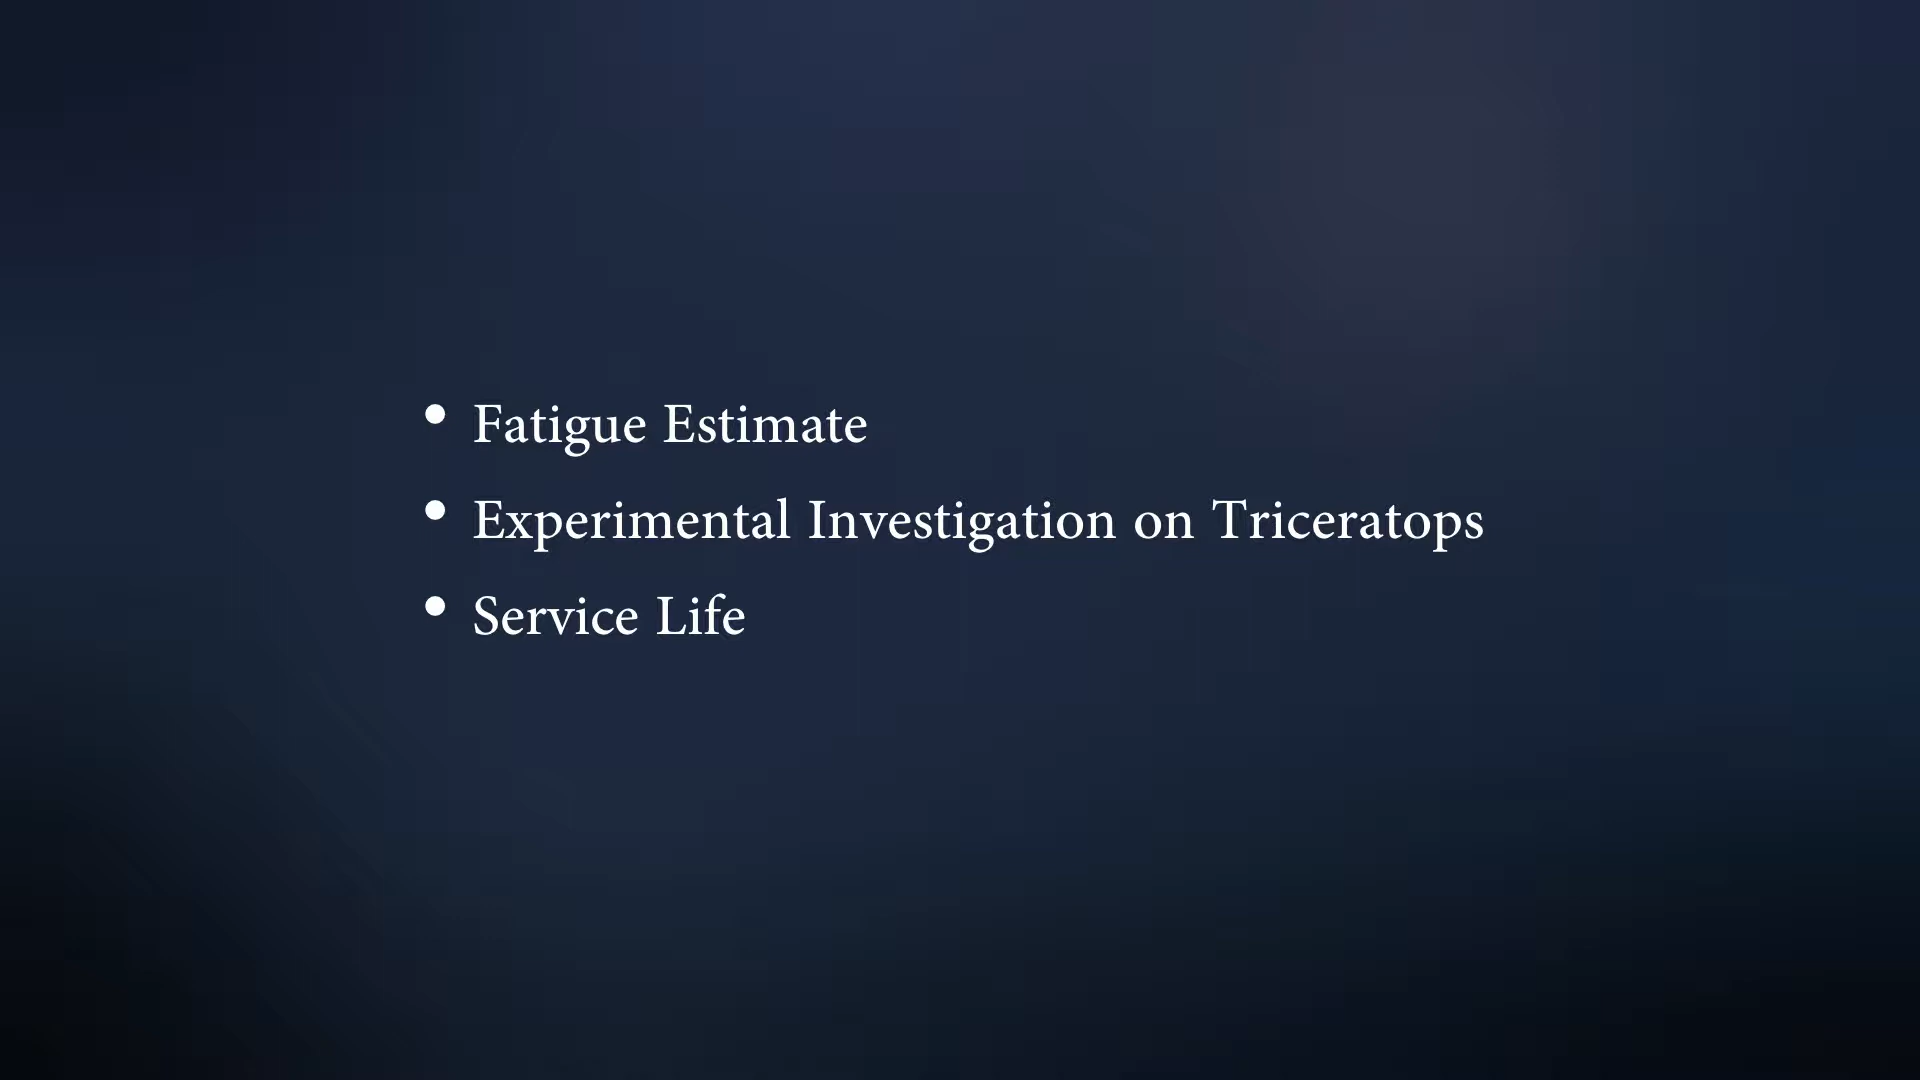 • Fatigue Estimate
• Experimental Investigation on Triceratops
• Service Life